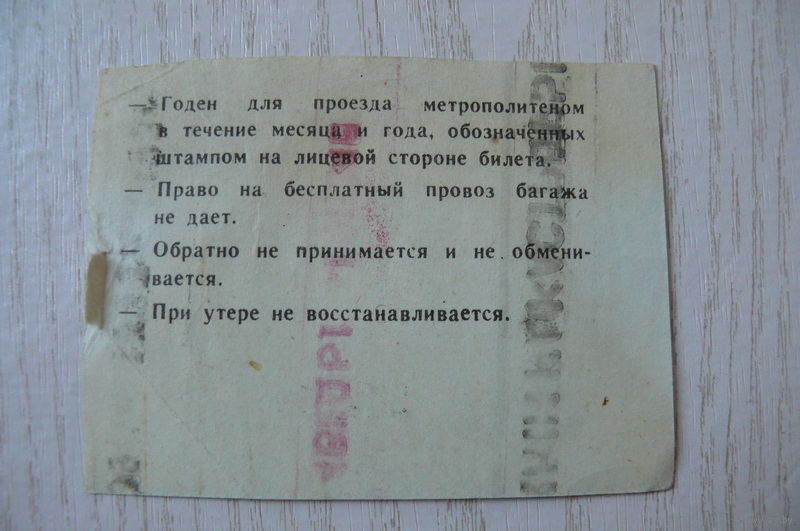 — Годен для проезда метрополитеном
в течение месяца и года, обозначенных
штампом на лицевой стороне билета.
— Право на бесплатный провоз багажа
не дает.
— Обратно не принимается и не обмени-
вается.
— При утере не восстанавливается.